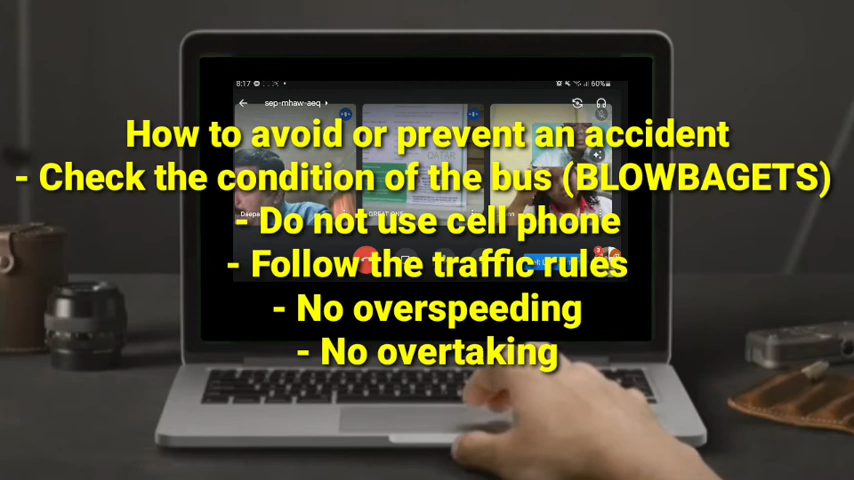 8:17
60%
sep-mhaw-aeq
How to avoid or prevent an accident
- Check the condition of the bus (BLOWBAGETS)
- Do not use cell phone
- Follow the traffic rules
- No overspeeding
- No overtaking
QATAR